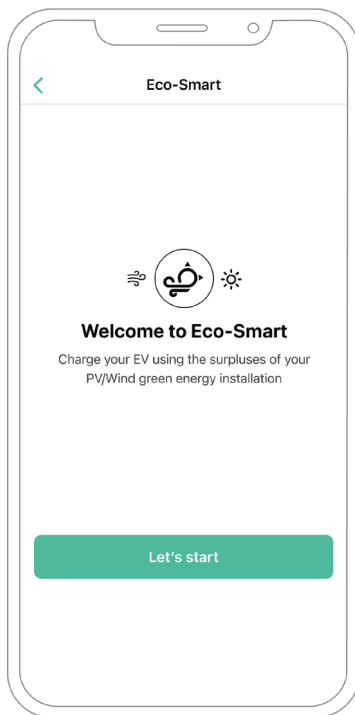 Eco-Smart
Welcome to Eco-Smart
Charge your EV using the surpluses of your
PV/Wind green energy installation
Let's start